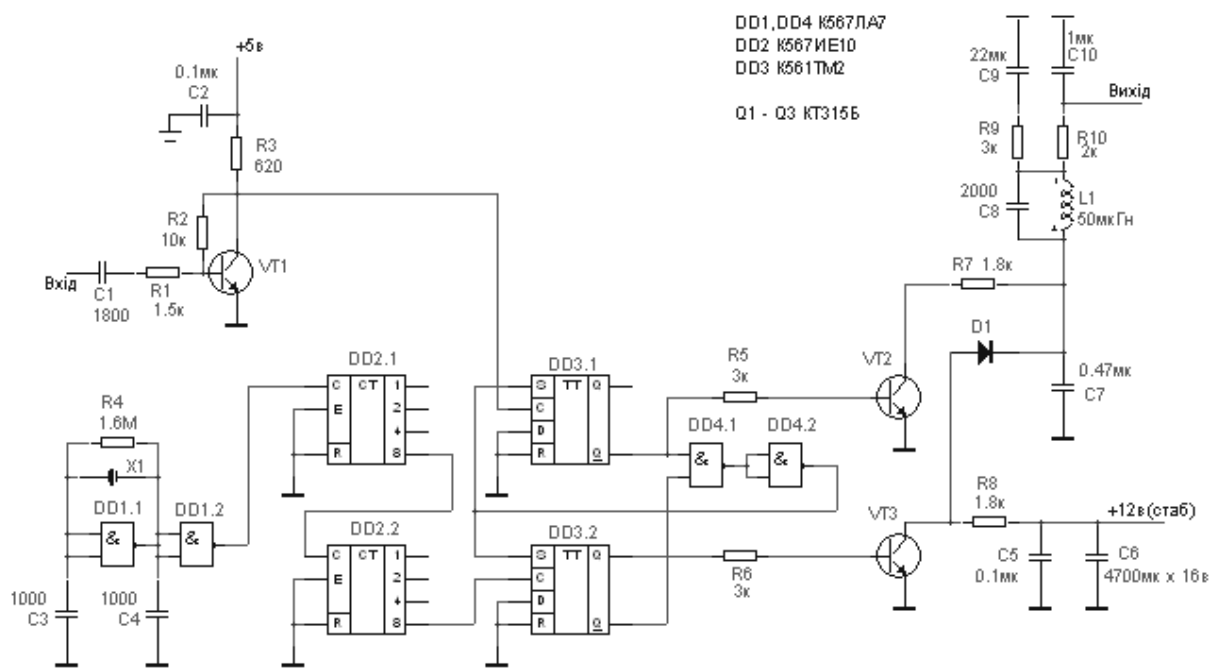 DD1,DD4 К567ЛА7
DD2 К567ИЕ10
DD3 К561ТМ2
Q1 - Q3 КТ315Б
+5в
0.1мк
C2
R3
620
R2
10к
VT1
Вхід
C1
1800
R1
1.5к
22мк
C9
1мк
C10
Вихід
R9
3к
R10
2к
2000
C8
L1
50мкГн
R7 1.8к
D1
VT2
0.47мк
C7
R5
3к
DD2.1
C CT 1
E 2
4
R 8
DD3.1
S TT Q
C
D
R Q
DD4.1
&
DD4.2
&
R4
1.6М
X1
DD1.1
&
DD1.2
&
1000
C3
1000
C4
DD2.2
C CT 1
E 2
4
R 8
DD3.2
S TT Q
C
D
R Q
R6
3к
VT3
R8
1.8к
+12в(стаб)
C5
0.1мк
C6
4700мк x 16в